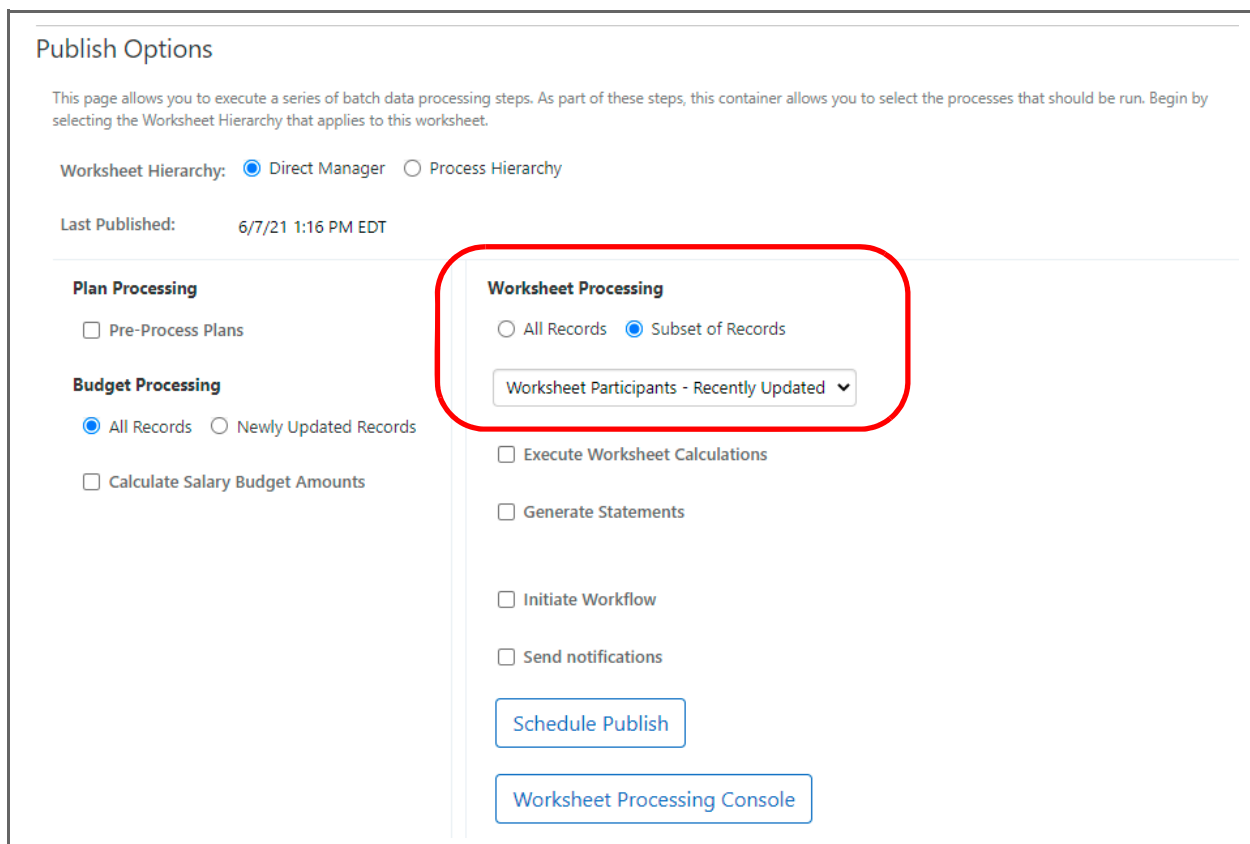 Publish Options
This page allows you to execute a series of batch data processing steps. As part of these steps, this container allows you to select the processes that should be run. Begin by
selecting the Worksheet Hierarchy that applies to this worksheet.
Worksheet Hierarchy: Direct Manager Process Hierarchy
Last Published: 6/7/21 1:16 PM EDT
Plan Processing
Pre-Process Plans
Budget Processing
All Records Newly Updated Records
Calculate Salary Budget Amounts
Worksheet Processing
All Records Subset of Records
Worksheet Participants - Recently Updated
Execute Worksheet Calculations
Generate Statements
Initiate Workflow
Send notifications
Schedule Publish
Worksheet Processing Console